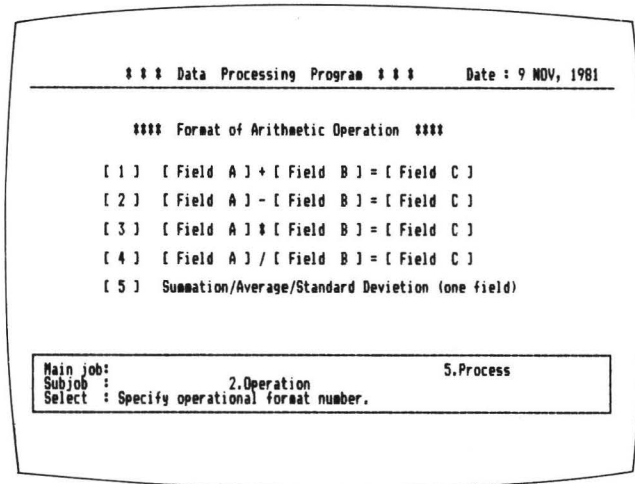 * * * Data Processing Program * * * Date : 9 NOV, 1981
**** Format of Arithmetic Operation ****
[ 1 ] [ Field A ] + [ Field B ] = [ Field C ]
[ 2 ] [ Field A ] - [ Field B ] = [ Field C ]
[ 3 ] [ Field A ] * [ Field B ] = [ Field C ]
[ 4 ] [ Field A ] / [ Field B ] = [ Field C ]
[ 5 ] Summation/Average/Standard Devietion (one field)
Main job: 5.Process
Subjob : 2.Operation
Select : Specify operational format number.